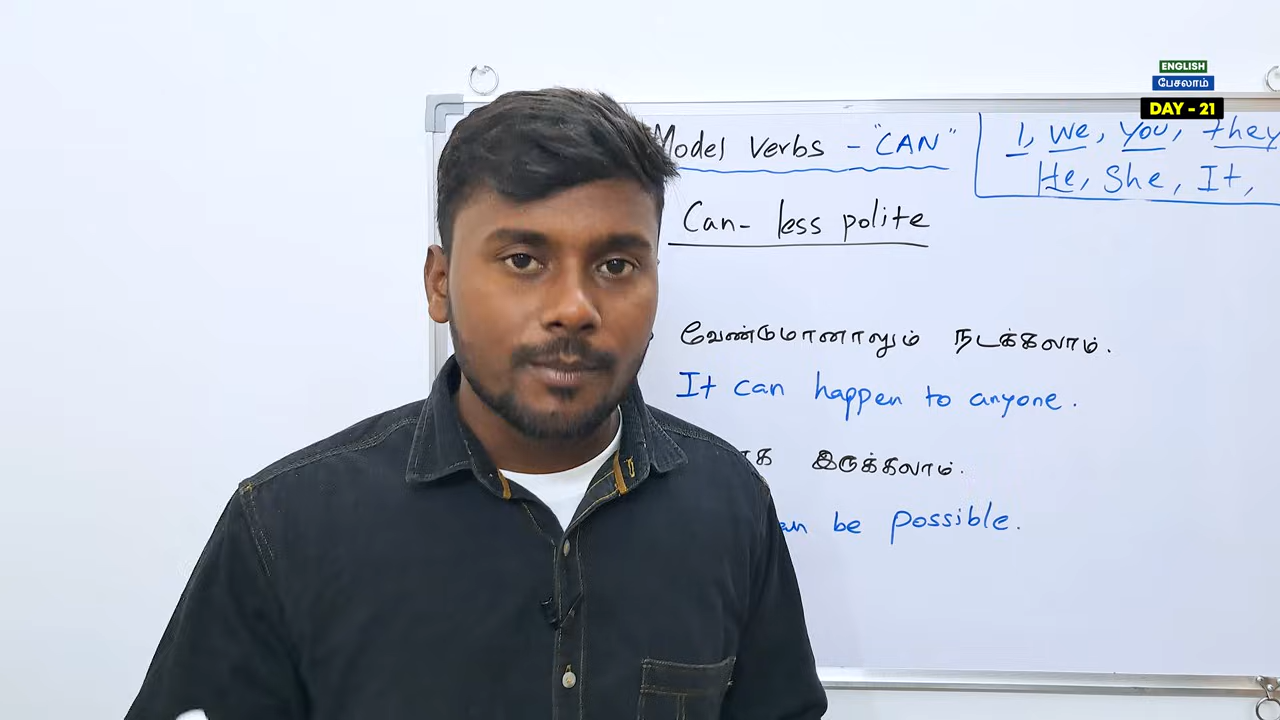 ENGLISH
பேசலாம்
DAY - 21
Model Verbs - "CAN"
I, We, You, they
He, She, It,
Can- less polite
வேண்டுமானாலும் நடக்கலாம்.
It can happen to anyone.
இருக்கலாம்.
be possible.